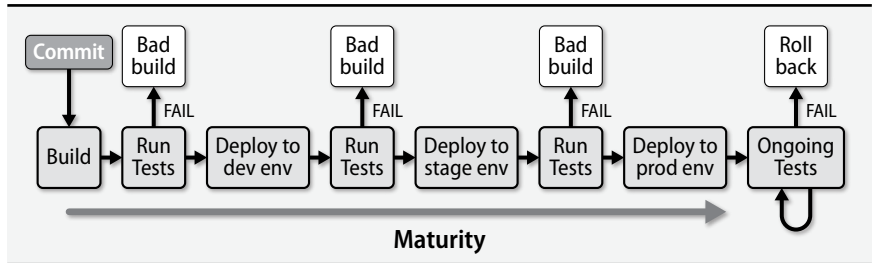 Commit
Bad
build
Bad
build
Bad
build
Roll
back
FAIL
FAIL
FAIL
FAIL
Build
Run
Tests
Deploy to
dev env
Run
Tests
Deploy to
stage env
Run
Tests
Deploy to
prod env
Ongoing
Tests
Maturity